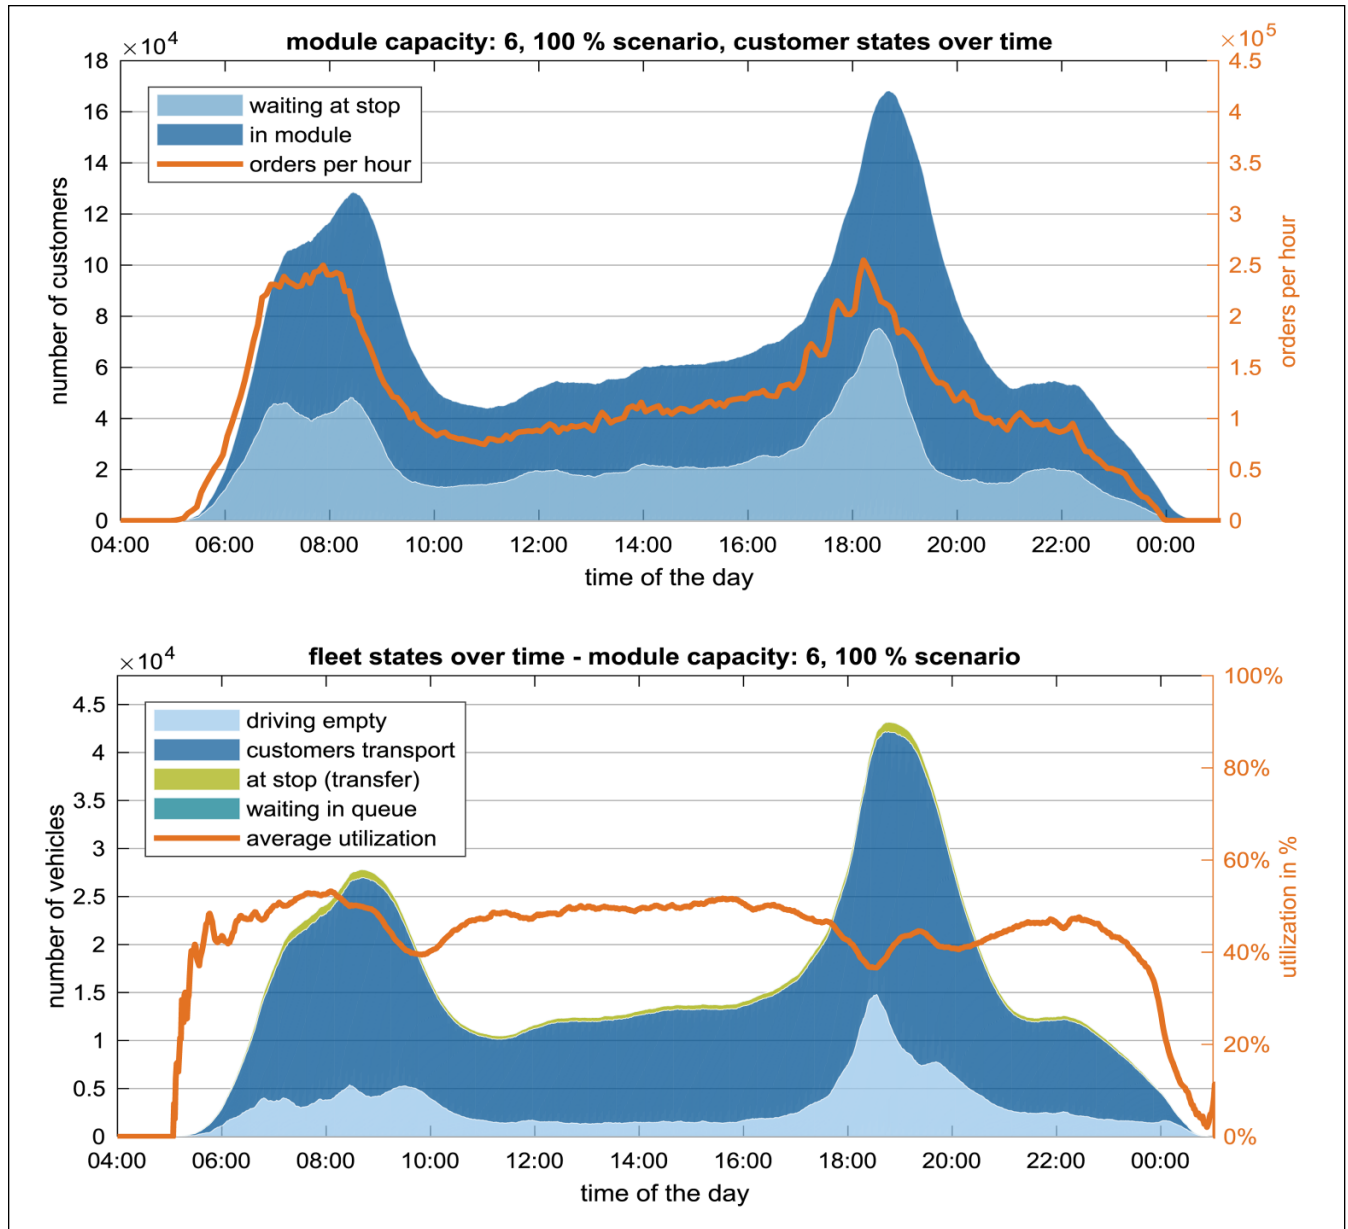 module capacity: 6, 100 % scenario, customer states over time
×10⁴
×10⁵
18
16
14
12
10
8
6
4
2
0
number of customers
waiting at stop
in module
orders per hour
4.5
4
3.5
3
2.5
2
1.5
1
0.5
0
orders per hour
04:00 06:00 08:00 10:00 12:00 14:00 16:00 18:00 20:00 22:00 00:00
time of the day
fleet states over time - module capacity: 6, 100 % scenario
×10⁴
4.5
4
3.5
3
2.5
2
1.5
1
0.5
0
number of vehicles
driving empty
customers transport
at stop (transfer)
waiting in queue
average utilization
100%
80%
60%
40%
20%
0%
utilization in %
04:00 06:00 08:00 10:00 12:00 14:00 16:00 18:00 20:00 22:00 00:00
time of the day